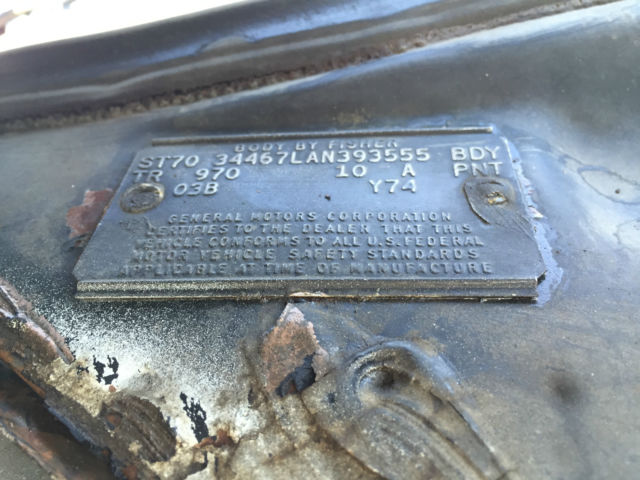 BODY BY FISHER
ST70 34467LAN393555 BDY
TR 970 10 A PNT
03B Y74
GENERAL MOTORS CORPORATION
CERTIFIES TO THE DEALER THAT THIS
VEHICLE CONFORMS TO ALL U.S. FEDERAL
MOTOR VEHICLE SAFETY STANDARDS
APPLICABLE AT TIME OF MANUFACTURE